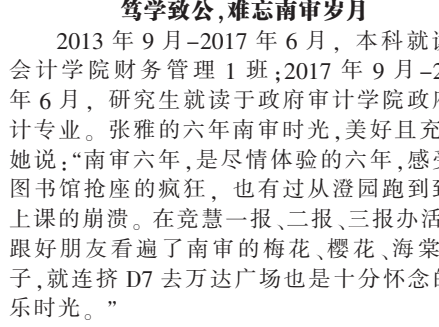 笃学致公,难忘南审岁月
2013 年 9 月-2017 年 6 月，本科就读
会计学院财务管理 1 班;2017 年 9 月-2
年 6 月，研究生就读于政府审计学院政府
计专业。张雅的六年南审时光,美好且充
她说:“南审六年,是尽情体验的六年,感受
图书馆抢座的疯狂，也有过从澄园跑到
上课的崩溃。在竞慧一报、二报、三报办活
跟好朋友看遍了南审的梅花、樱花、海棠
子,就连挤 D7 去万达广场也是十分怀念的
乐时光。”